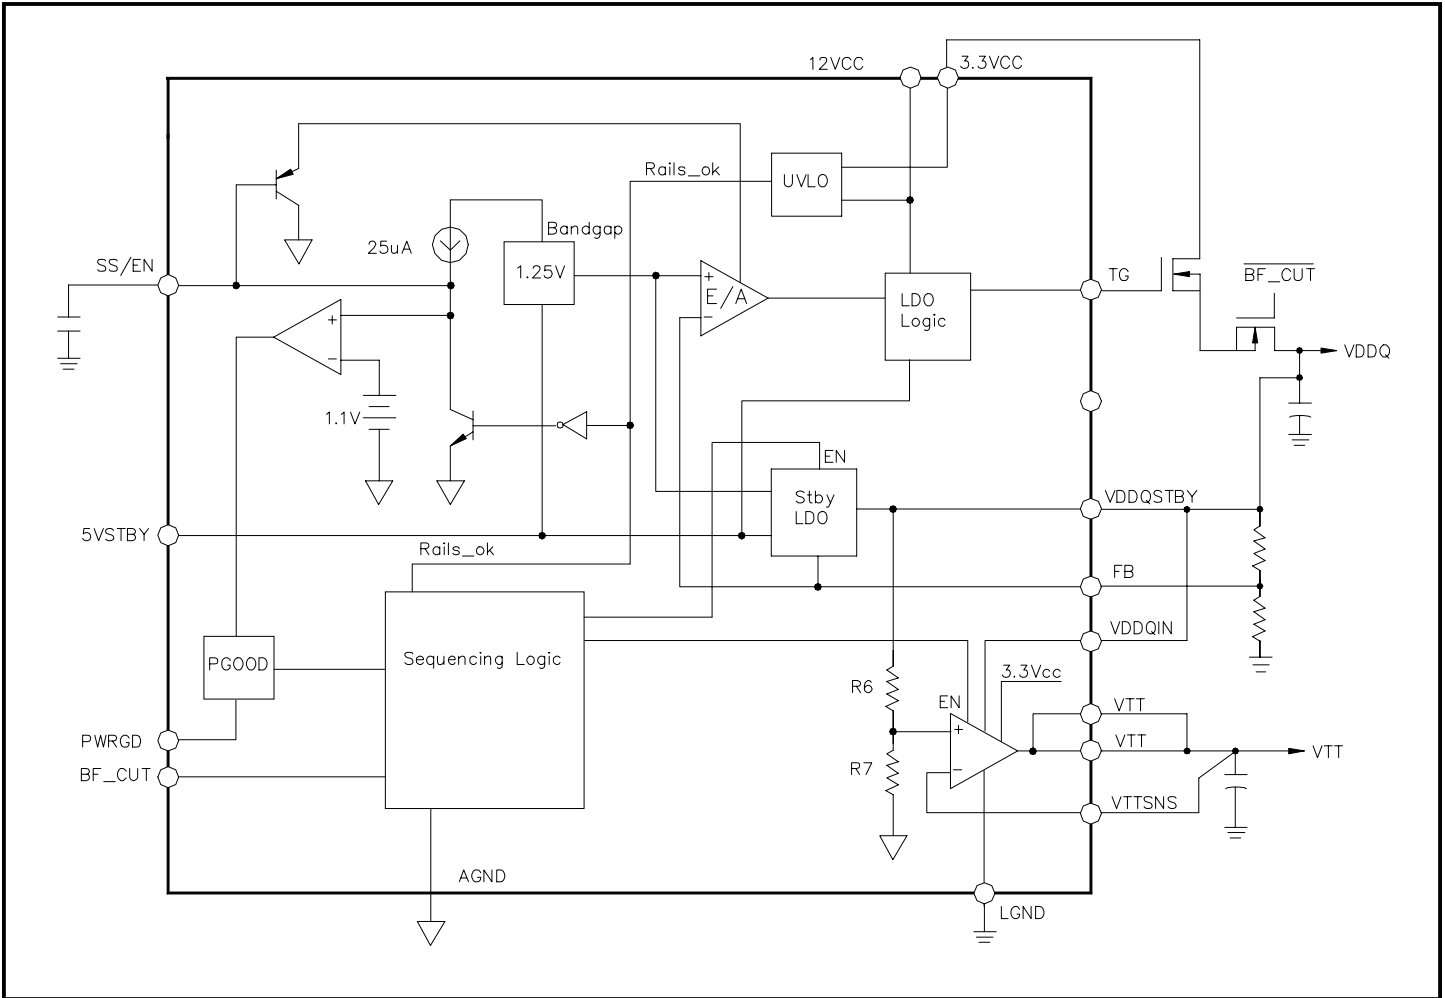 12VCC
3.3VCC
Rails_ok
UVLO
Bandgap
25uA
1.25V
SS/EN
+
E/A
−
LDO
Logic
TG
BF_CUT
VDDQ
+
−
1.1V
EN
Stby
LDO
VDDQSTBY
5VSTBY
Rails_ok
FB
VDDQIN
PGOOD
Sequencing Logic
R6
EN
3.3Vcc
VTT
+
PWRGD
VTT
VTT
BF_CUT
R7
−
VTTSNS
AGND
LGND